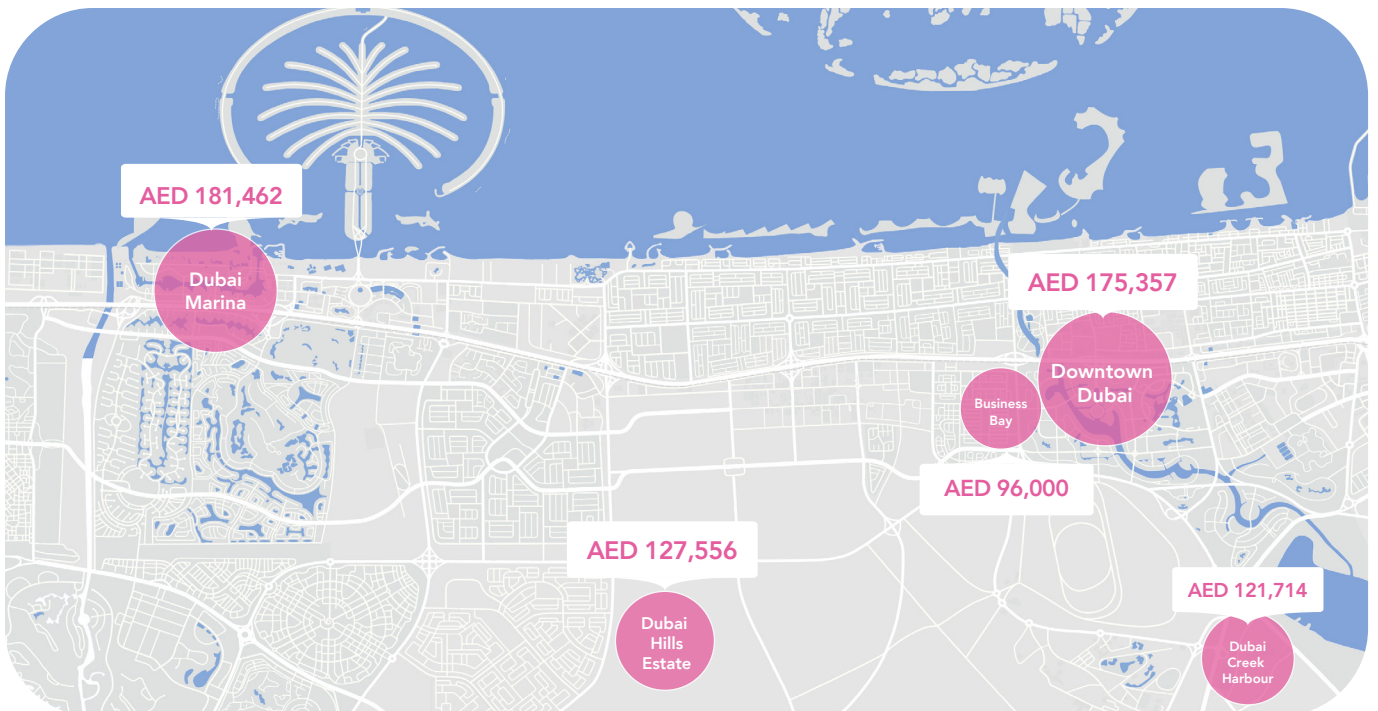 AED 181,462
Dubai
Marina
AED 175,357
Downtown
Dubai
Business
Bay
AED 96,000
AED 127,556
Dubai
Hills
Estate
AED 121,714
Dubai
Creek
Harbour